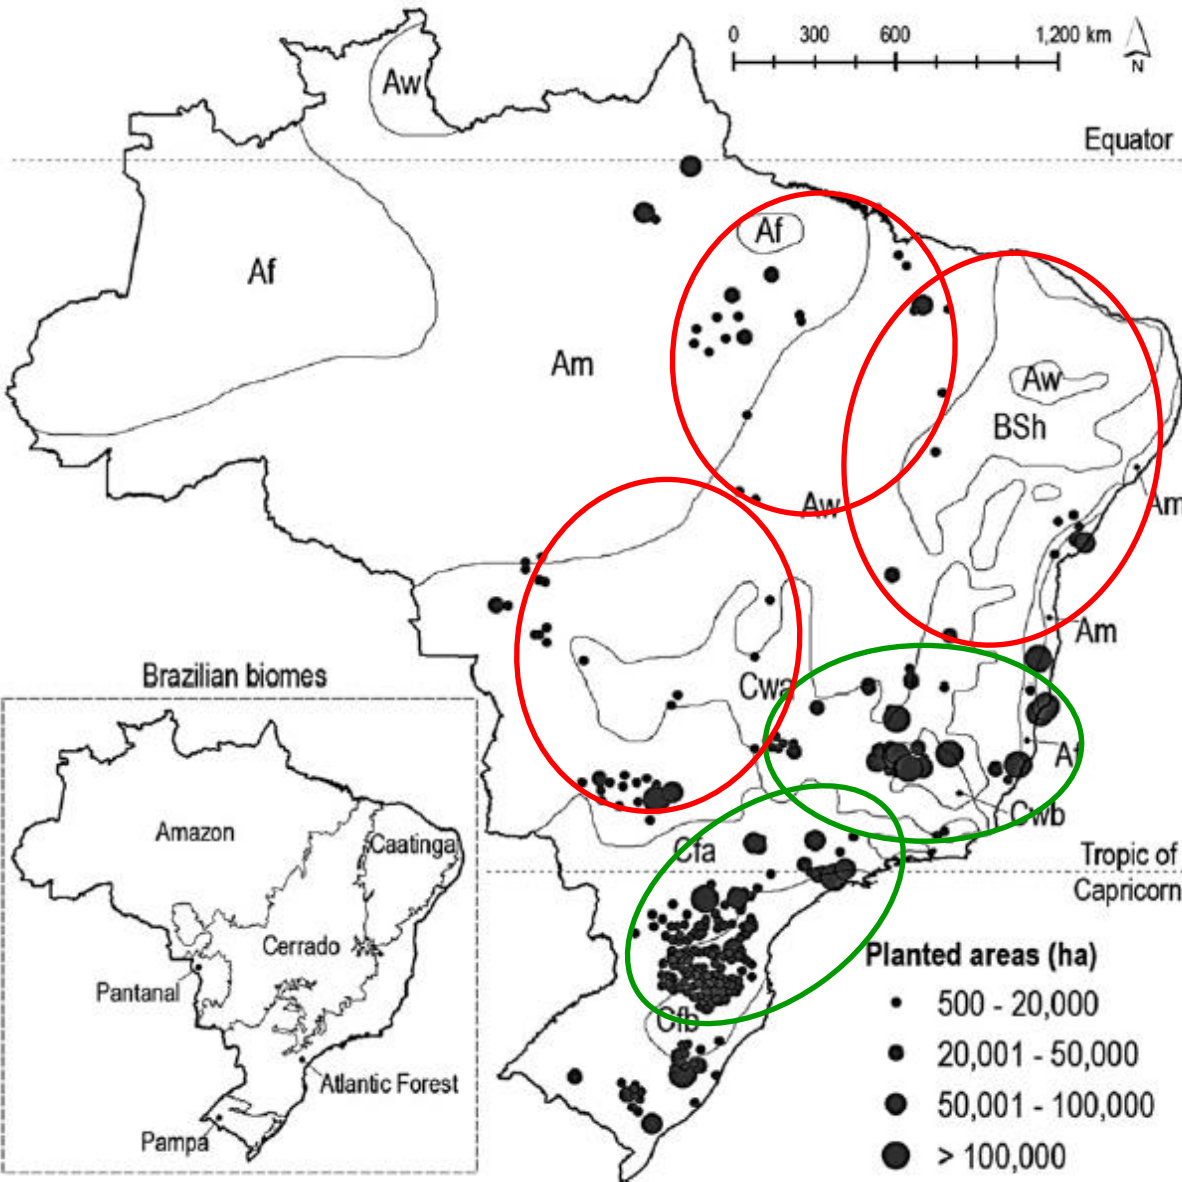 0 300 600 1,200 km
N
Aw
Equator
Af
Af
Am
Aw
BSh
Aw
Am
Am
Cwa
Af
Cwb
Cfa
Tropic of
Capricorn
Cfb
Brazilian biomes
Amazon
Caatinga
Cerrado
Pantanal
Atlantic Forest
Pampa
Planted areas (ha)
500 - 20,000
20,001 - 50,000
50,001 - 100,000
> 100,000